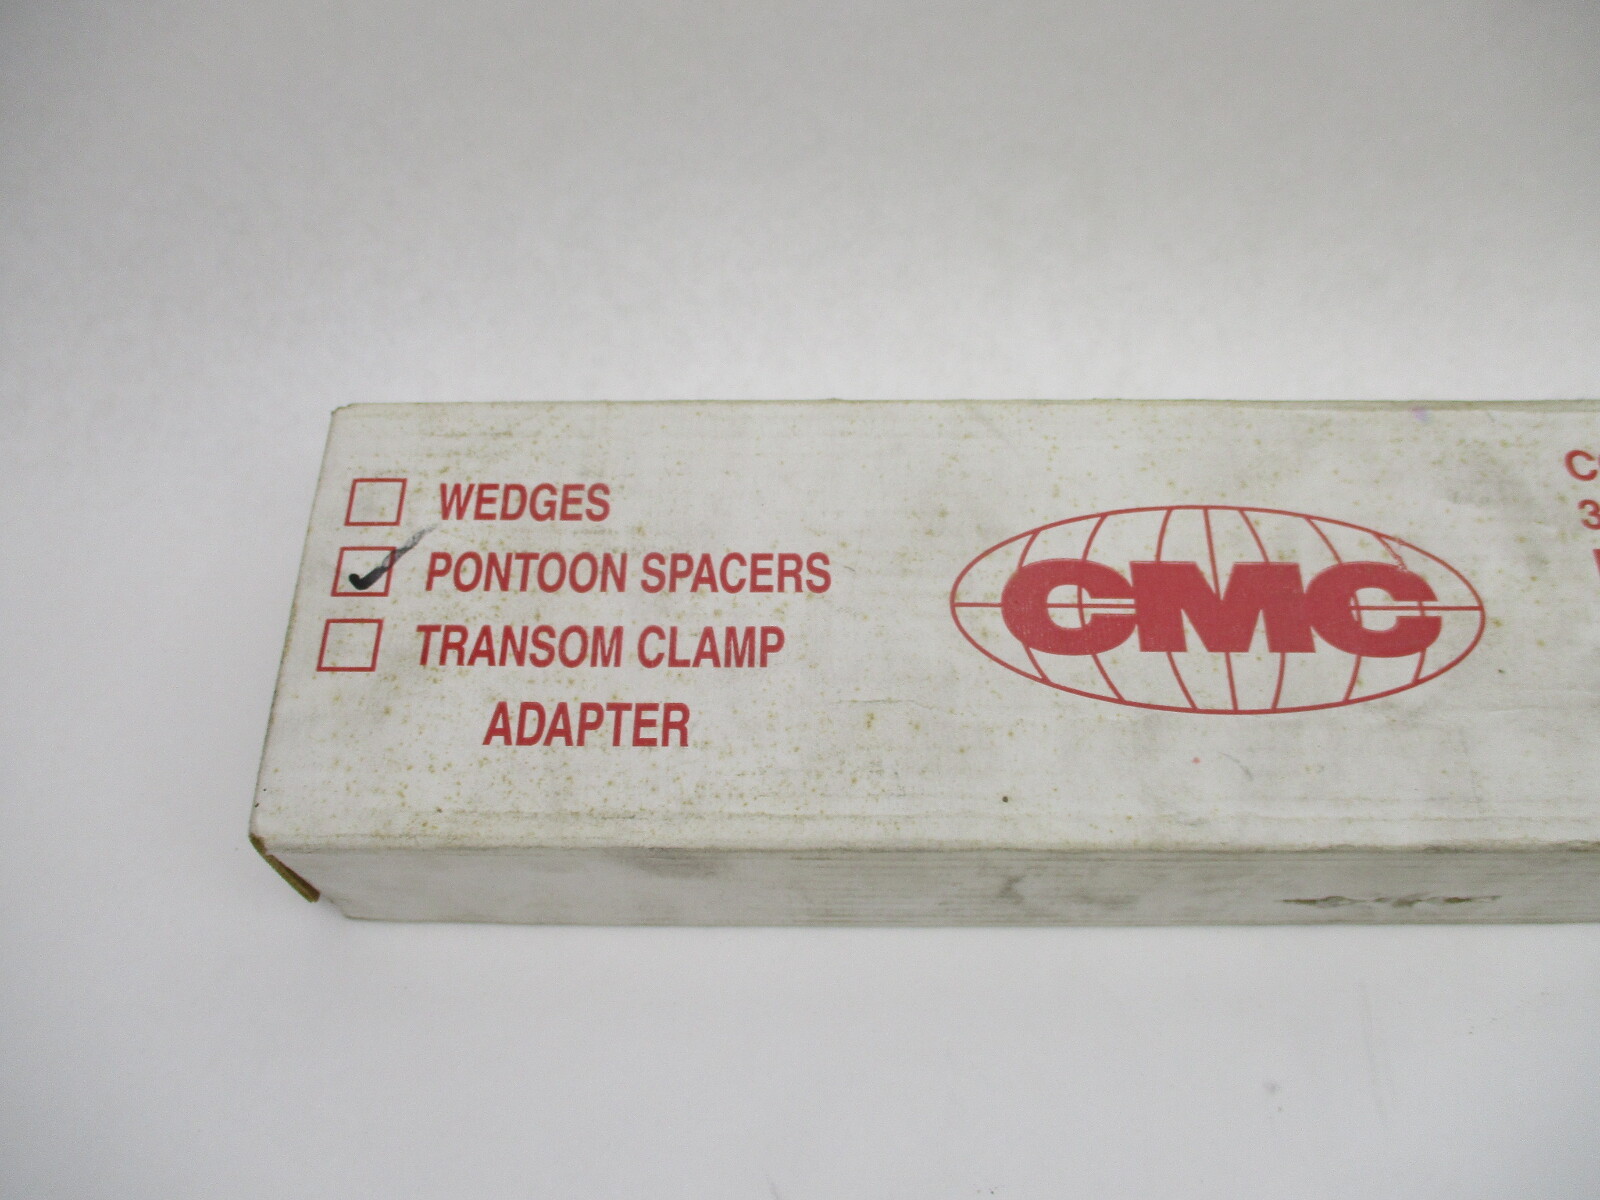 WEDGES
PONTOON SPACERS
TRANSOM CLAMP
ADAPTER
CMC